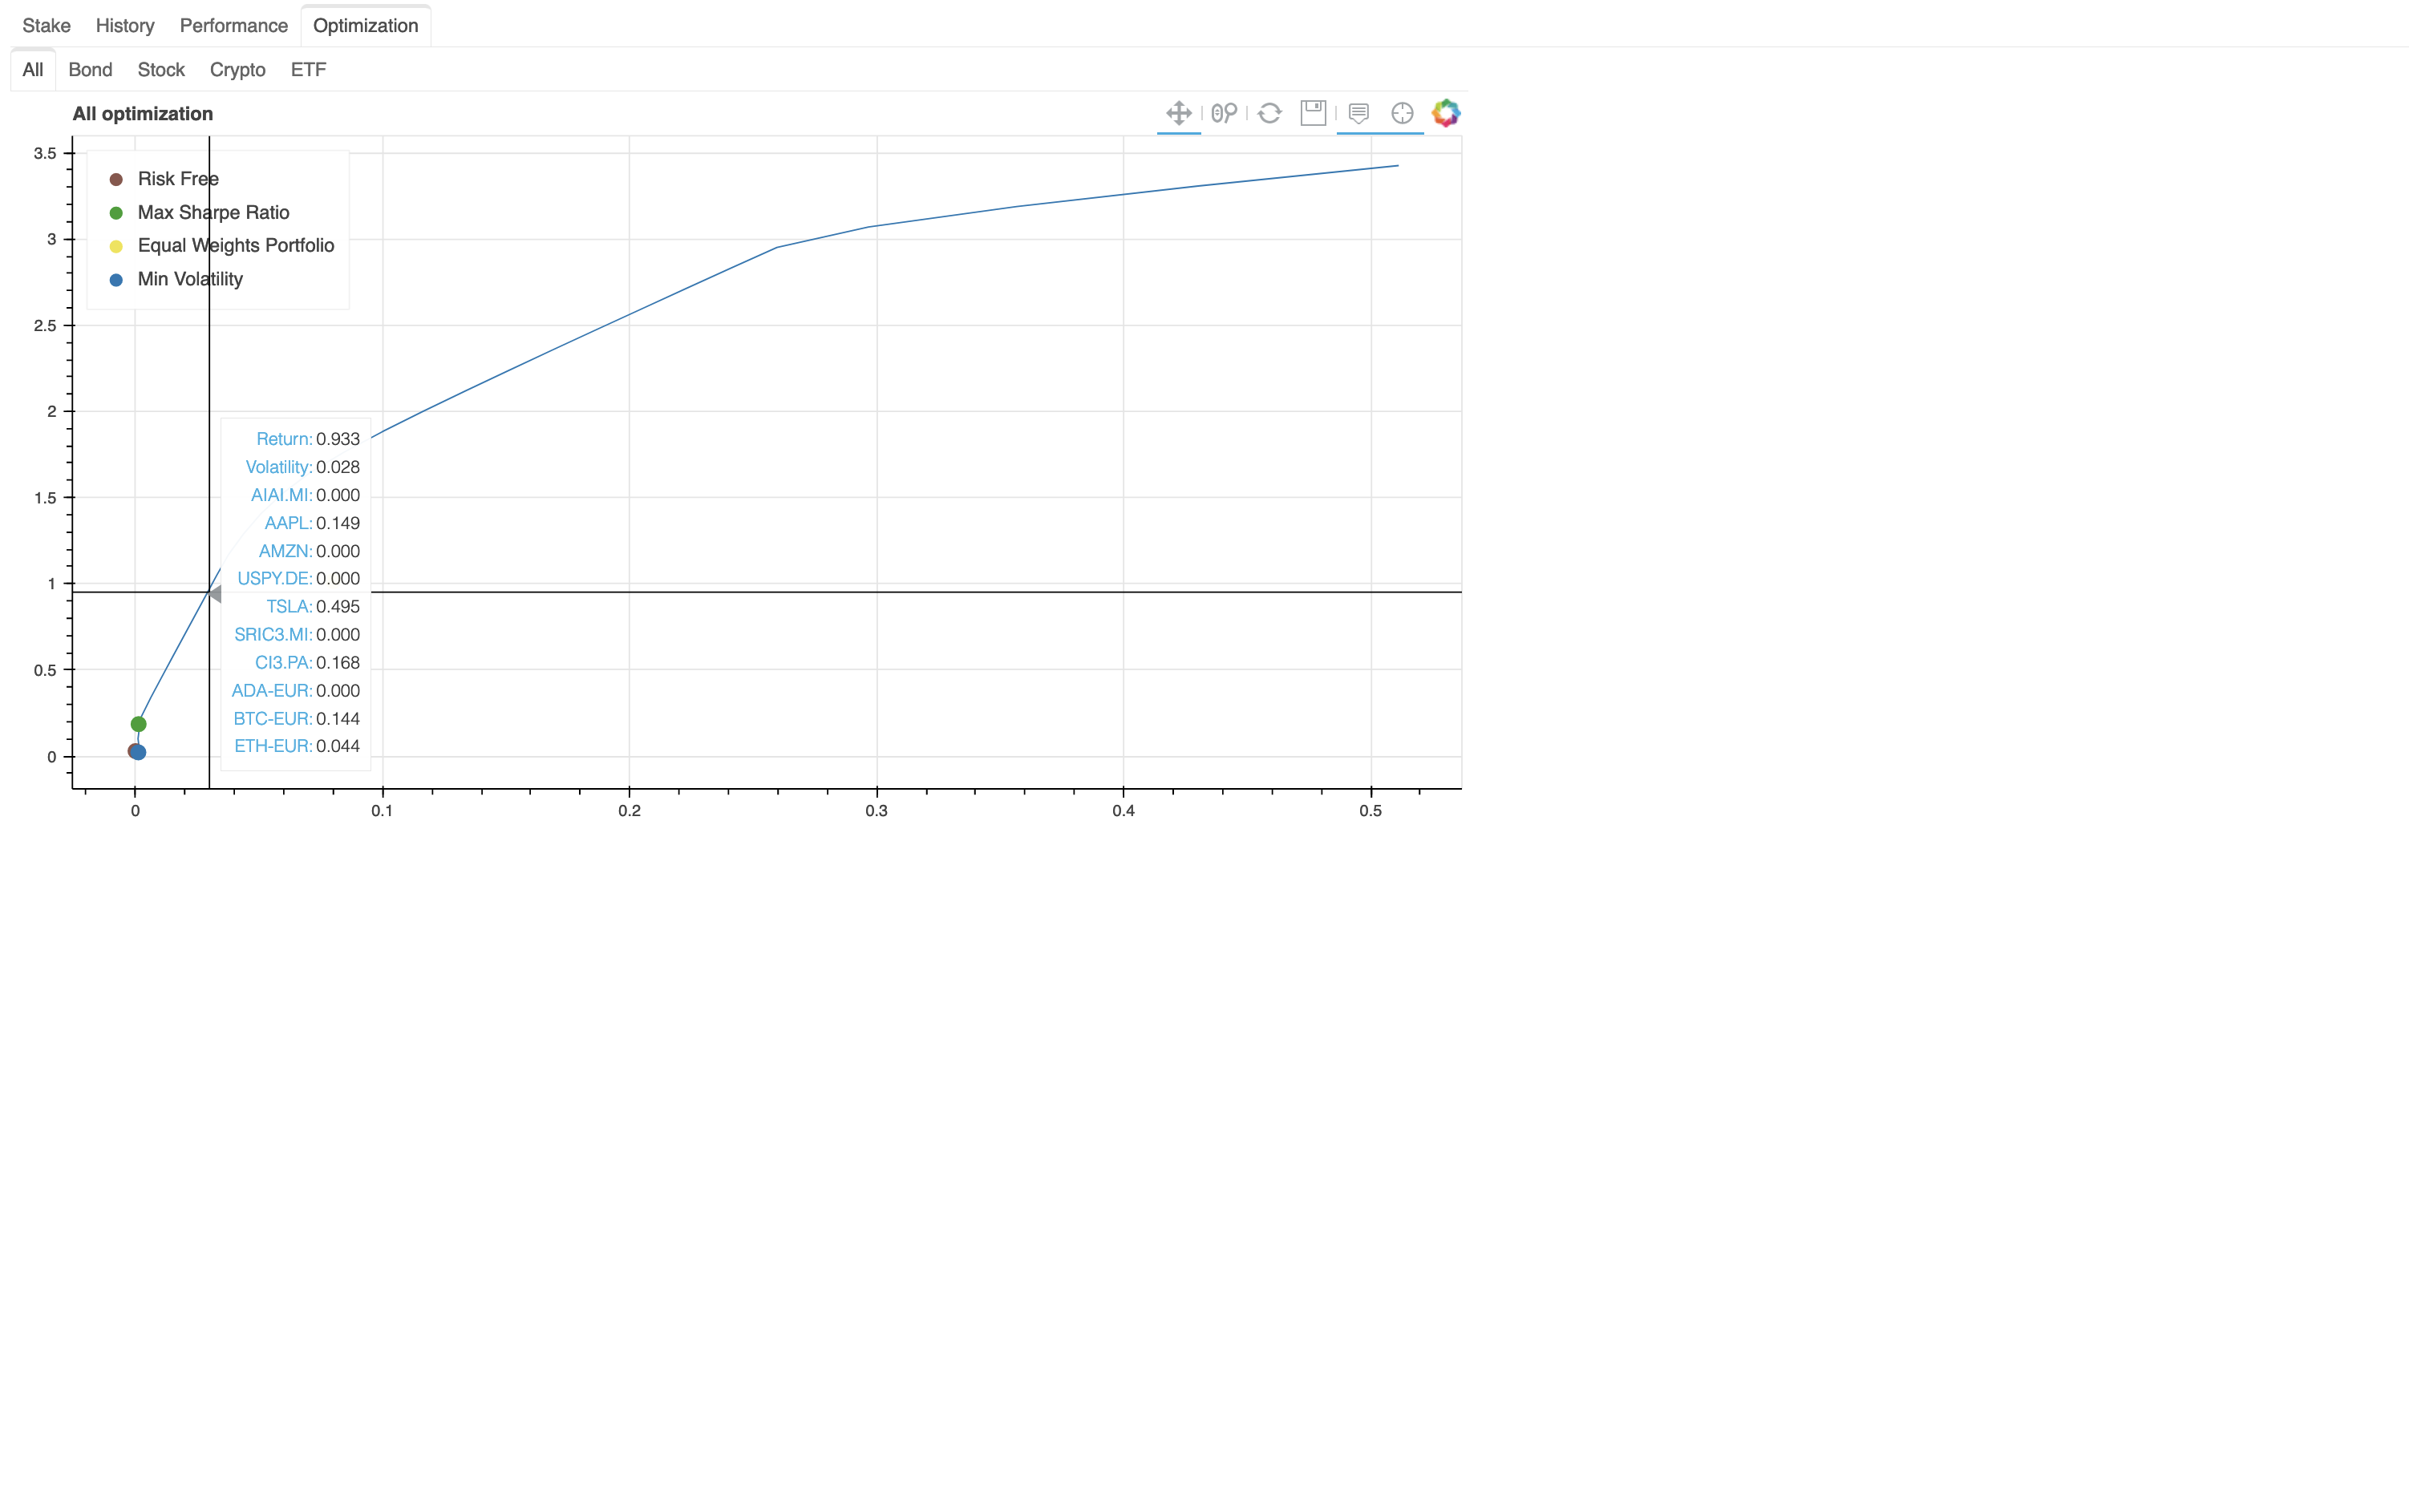 Stake History Performance Optimization
All Bond Stock Crypto ETF
All optimization
3.5
3
2.5
2
1.5
1
0.5
0
Risk Free
Max Sharpe Ratio
Equal Weights Portfolio
Min Volatility
Return: 0.933
Volatility: 0.028
AIAI.MI: 0.000
AAPL: 0.149
AMZN: 0.000
USPY.DE: 0.000
TSLA: 0.495
SRIC3.MI: 0.000
CI3.PA: 0.168
ADA-EUR: 0.000
BTC-EUR: 0.144
ETH-EUR: 0.044
0 0.1 0.2 0.3 0.4 0.5